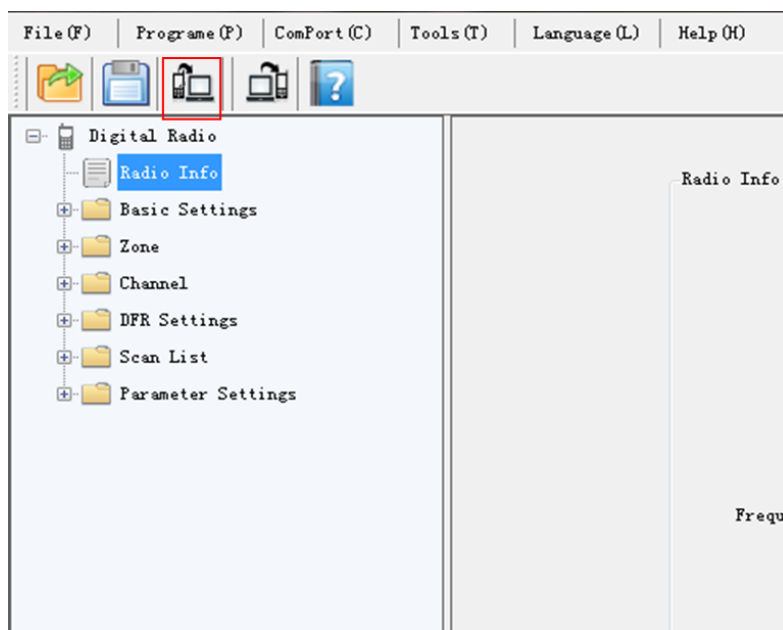 File(F) Programe(P) ComPort(C) Tools(T) Language(L) Help(H)
?
Digital Radio
Radio Info
Basic Settings
Zone
Channel
DFR Settings
Scan List
Parameter Settings
Radio Info
Frequ